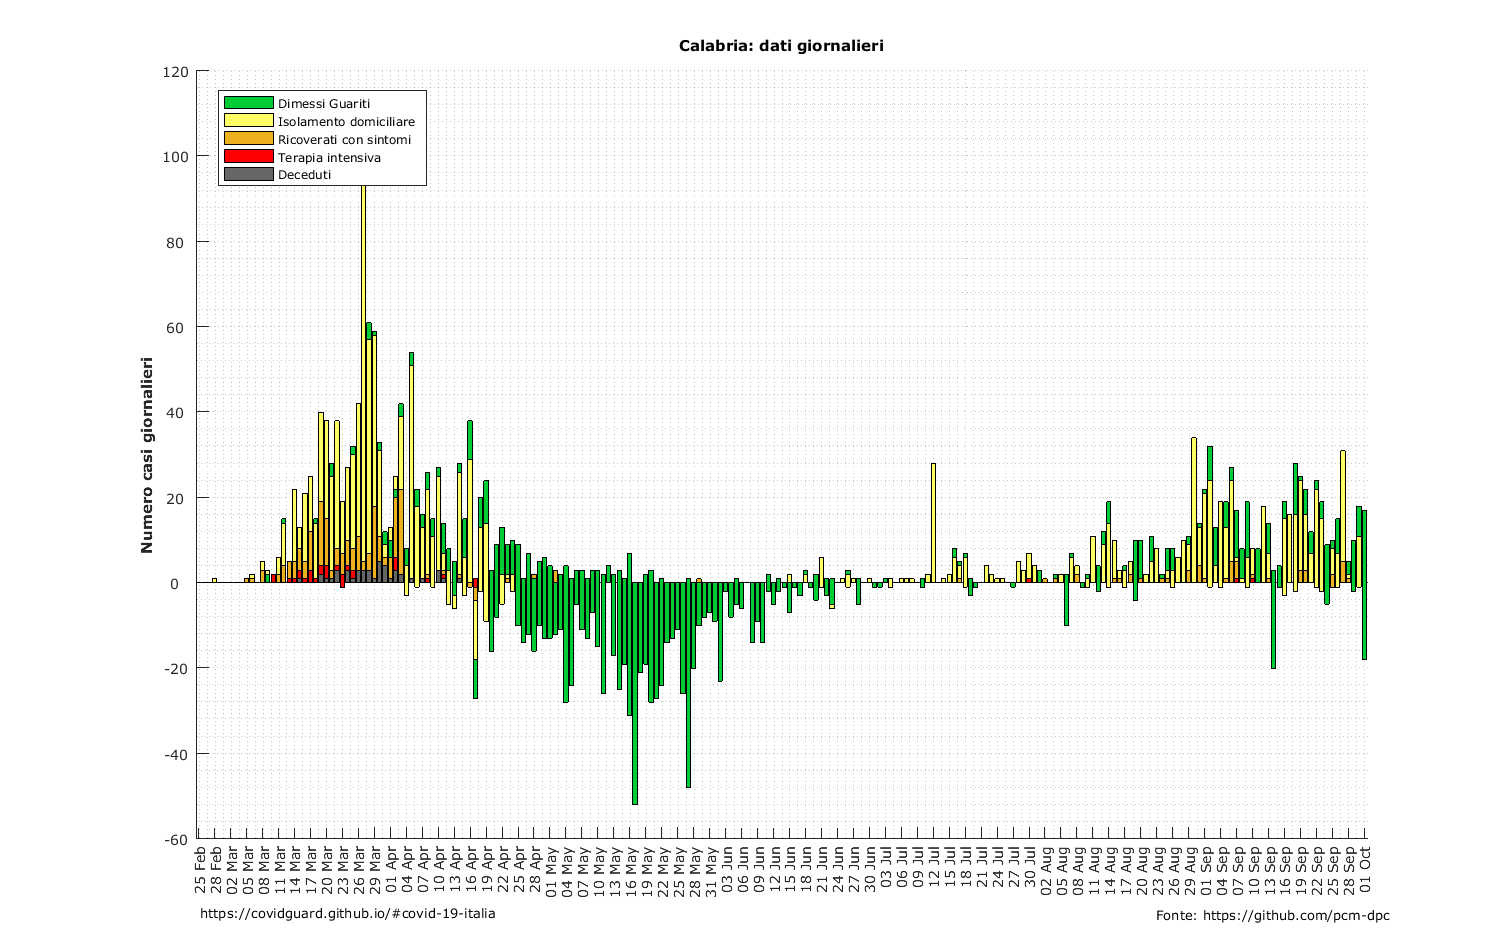 Calabria: dati giornalieri
120
100
80
60
40
20
0
-20
-40
-60
Numero casi giornalieri
Dimessi Guariti
Isolamento domiciliare
Ricoverati con sintomi
Terapia intensiva
Deceduti
25 Feb
28 Feb
02 Mar
05 Mar
08 Mar
11 Mar
14 Mar
17 Mar
20 Mar
23 Mar
26 Mar
29 Mar
01 Apr
04 Apr
07 Apr
10 Apr
13 Apr
16 Apr
19 Apr
22 Apr
25 Apr
28 Apr
01 May
04 May
07 May
10 May
13 May
16 May
19 May
22 May
25 May
28 May
31 May
03 Jun
06 Jun
09 Jun
12 Jun
15 Jun
18 Jun
21 Jun
24 Jun
27 Jun
30 Jun
03 Jul
06 Jul
09 Jul
12 Jul
15 Jul
18 Jul
21 Jul
24 Jul
27 Jul
30 Jul
02 Aug
05 Aug
08 Aug
11 Aug
14 Aug
17 Aug
20 Aug
23 Aug
26 Aug
29 Aug
01 Sep
04 Sep
07 Sep
10 Sep
13 Sep
16 Sep
19 Sep
22 Sep
25 Sep
28 Sep
01 Oct
https://covidguard.github.io/#covid-19-italia
Fonte: https://github.com/pcm-dpc